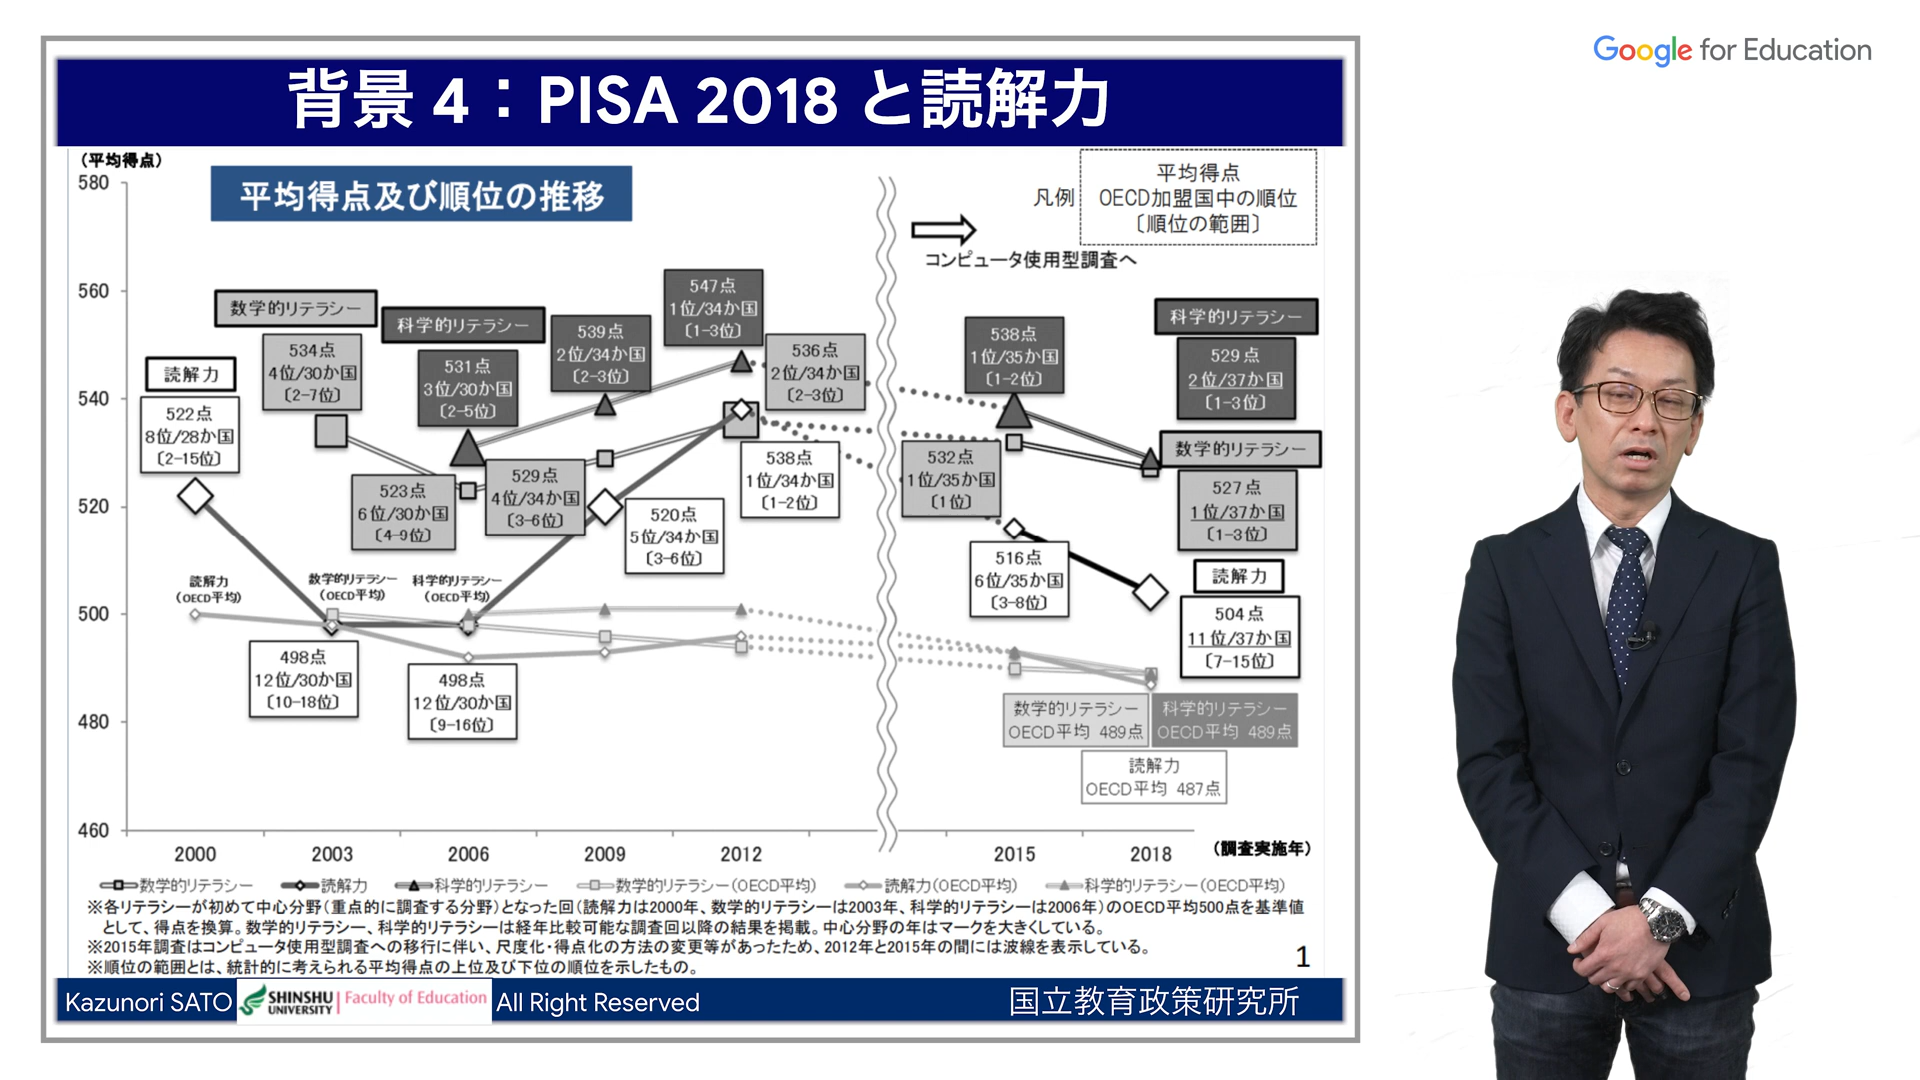 Google for Education
背景４：PISA 2018 と読解力
（平均得点）
平均得点及び順位の推移
凡例
平均得点
OECD加盟国中の順位
〔順位の範囲〕
コンピュータ使用型調査へ
580
560
540
520
500
480
460
読解力
522点
8位/28か国
〔2-15位〕
数学的リテラシー
534点
4位/30か国
〔2-7位〕
科学的リテラシー
531点
3位/30か国
〔2-5位〕
539点
2位/34か国
〔2-3位〕
547点
1位/34か国
〔1-3位〕
536点
2位/34か国
〔2-3位〕
523点
6位/30か国
〔4-9位〕
529点
4位/34か国
〔3-6位〕
520点
5位/34か国
〔3-6位〕
538点
1位/34か国
〔1-2位〕
498点
12位/30か国
〔10-18位〕
498点
12位/30か国
〔9-16位〕
読解力
（OECD平均）
数学的リテラシー
（OECD平均）
科学的リテラシー
（OECD平均）
538点
1位/35か国
〔1-2位〕
532点
1位/35か国
〔1位〕
516点
6位/35か国
〔3-8位〕
科学的リテラシー
529点
2位/37か国
〔1-3位〕
数学的リテラシー
527点
1位/37か国
〔1-3位〕
読解力
504点
11位/37か国
〔7-15位〕
数学的リテラシー
OECD平均 489点
科学的リテラシー
OECD平均 489点
読解力
OECD平均 487点
2000 2003 2006 2009 2012 2015 2018 （調査実施年）
数学的リテラシー 読解力 科学的リテラシー 数学的リテラシー（OECD平均） 読解力（OECD平均） 科学的リテラシー（OECD平均）
※各リテラシーが初めて中心分野（重点的に調査する分野）となった回（読解力は2000年、数学的リテラシーは2003年、科学的リテラシーは2006年）のOECD平均500点を基準値
として、得点を換算。数学的リテラシー、科学的リテラシーは経年比較可能な調査回以降の結果を掲載。中心分野の年はマークを大きくしている。
※2015年調査はコンピュータ使用型調査への移行に伴い、尺度化・得点化の方法の変更等があったため、2012年と2015年の間には波線を表示している。
※順位の範囲とは、統計的に考えられる平均得点の上位及び下位の順位を示したもの。
1
Kazunori SATO SHINSHU UNIVERSITY Faculty of Education All Right Reserved 国立教育政策研究所